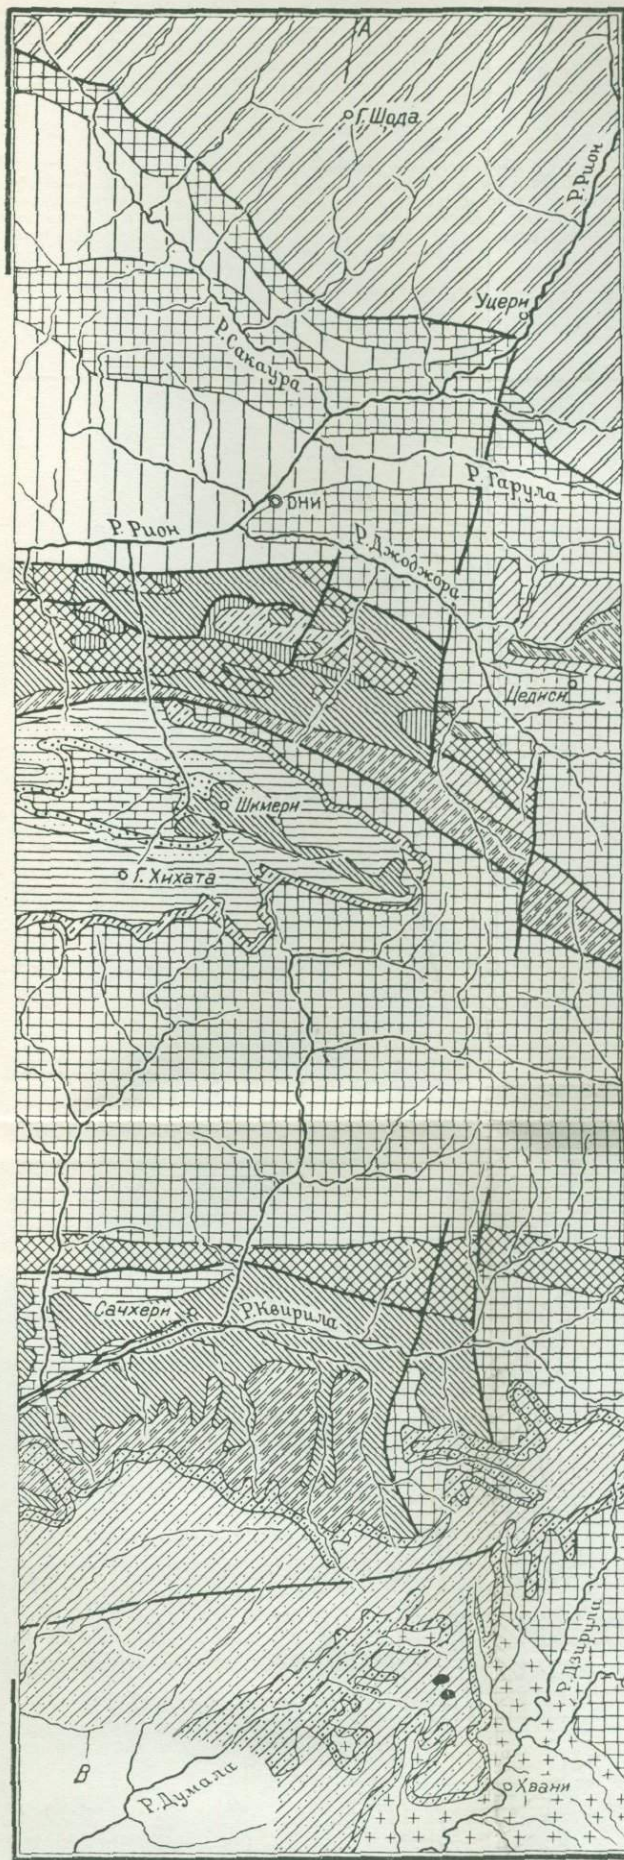 А
Г. Шода
Р. Рион
Уцери
Р. Сакаура
Р. Гарула
Они
Р. Рион
Р. Джоджора
Цедиси
Шкмери
Г. Хихата
Сачхери
Р. Квирила
Р. Дзирула
В
Р. Думала
Хвани